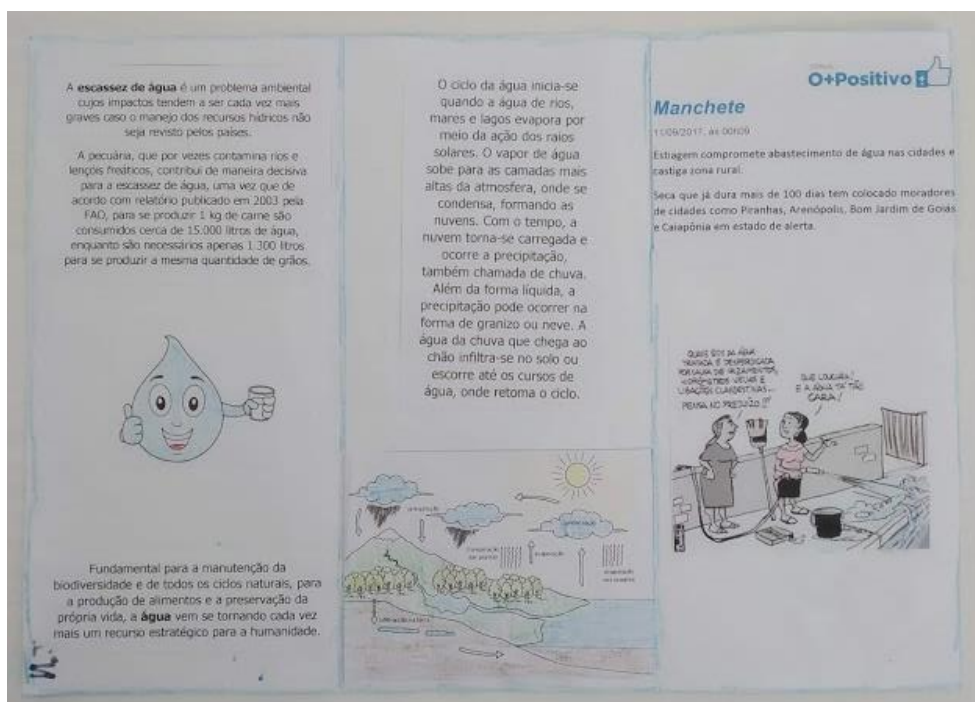 A escassez de água é um problema ambiental
cujos impactos tendem a ser cada vez mais
graves caso o manejo dos recursos hídricos não
seja revisto pelos países.
A pecuária, que por vezes contamina rios e
lençóis freáticos, contribui de maneira decisiva
para a escassez de água, uma vez que de
acordo com relatório publicado em 2003 pela
FAO, para se produzir 1 kg de carne são
consumidos cerca de 15.000 litros de água,
enquanto são necessários apenas 1.300 litros
para se produzir a mesma quantidade de grãos.
Fundamental para a manutenção da
biodiversidade e de todos os ciclos naturais, para
a produção de alimentos e a preservação da
própria vida, a água vem se tornando cada vez
mais um recurso estratégico para a humanidade.
O ciclo da água inicia-se
quando a água de rios,
mares e lagos evapora por
meio da ação dos raios
solares. O vapor de água
sobe para as camadas mais
altas da atmosfera, onde se
condensa, formando as
nuvens. Com o tempo, a
nuvem torna-se carregada e
ocorre a precipitação,
também chamada de chuva.
Além da forma líquida, a
precipitação pode ocorrer na
forma de granizo ou neve. A
água da chuva que chega ao
chão infiltra-se no solo ou
escorre até os cursos de
água, onde retoma o ciclo.
precipitação
condensação
evaporação
O+Positivo f
Manchete
11/09/2017, às 00h09
Estiagem compromete abastecimento de água nas cidades e
castiga zona rural.
Seca que já dura mais de 100 dias tem colocado moradores
de cidades como Piranhas, Arenópolis, Bom Jardim de Goiás
e Caiapônia em estado de alerta.
QUASE 50% DA ÁGUA
TRATADA É DESPERDIÇADA
POR CAUSA DE VAZAMENTOS,
HIDRÔMETROS VELHOS E
LIGAÇÕES CLANDESTINAS...
PENSA NO PREJUÍZO!!!
QUE LOUCURA!
E A ÁGUA TÁ TÃO
CARA!